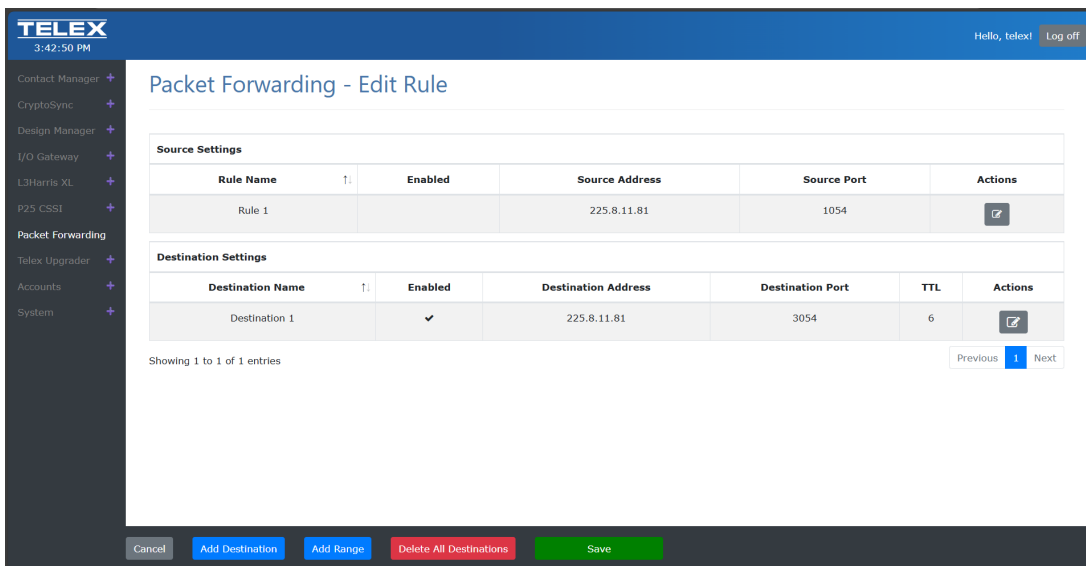 TELEX
3:42:50 PM
Hello, telex! Log off
Contact Manager +
CryptoSync +
Design Manager +
I/O Gateway +
L3Harris XL +
P25 CSSI +
Packet Forwarding
Telex Upgrader +
Accounts +
System +
Packet Forwarding - Edit Rule
Source Settings
Rule Name ↑↓ Enabled Source Address Source Port Actions
Rule 1 225.8.11.81 1054
Destination Settings
Destination Name ↑↓ Enabled Destination Address Destination Port TTL Actions
Destination 1 ✔ 225.8.11.81 3054 6
Showing 1 to 1 of 1 entries
Previous 1 Next
Cancel Add Destination Add Range Delete All Destinations Save